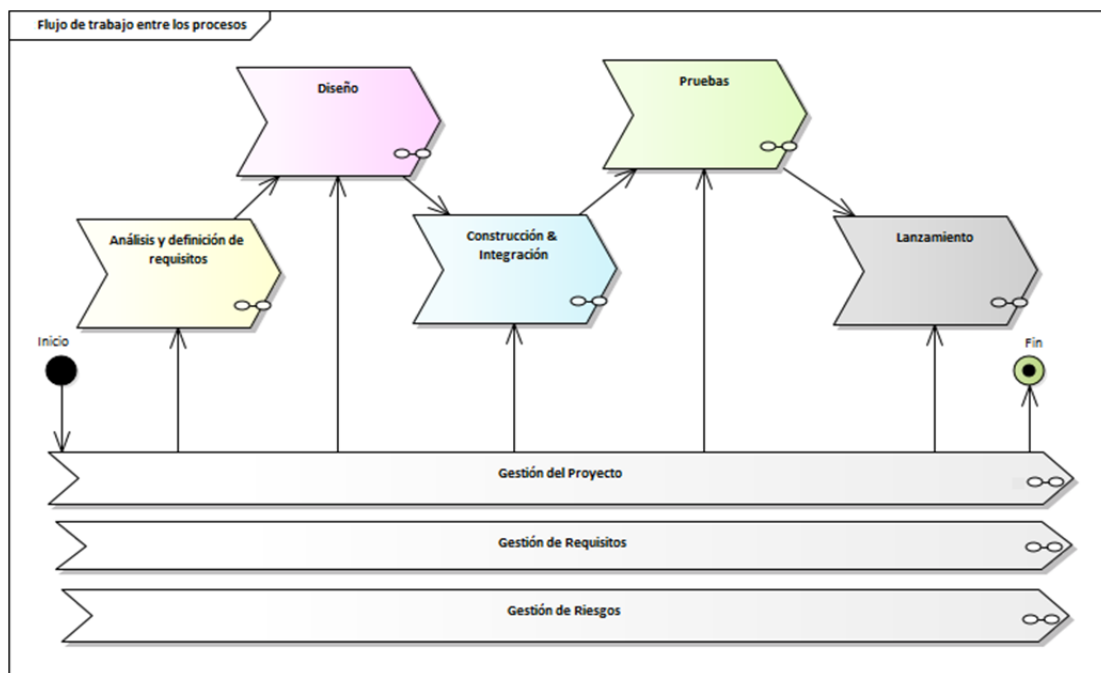 Flujo de trabajo entre los procesos
Diseño
Pruebas
Análisis y definición de
requisitos
Construcción &
Integración
Lanzamiento
Inicio
Fin
Gestión del Proyecto
Gestión de Requisitos
Gestión de Riesgos